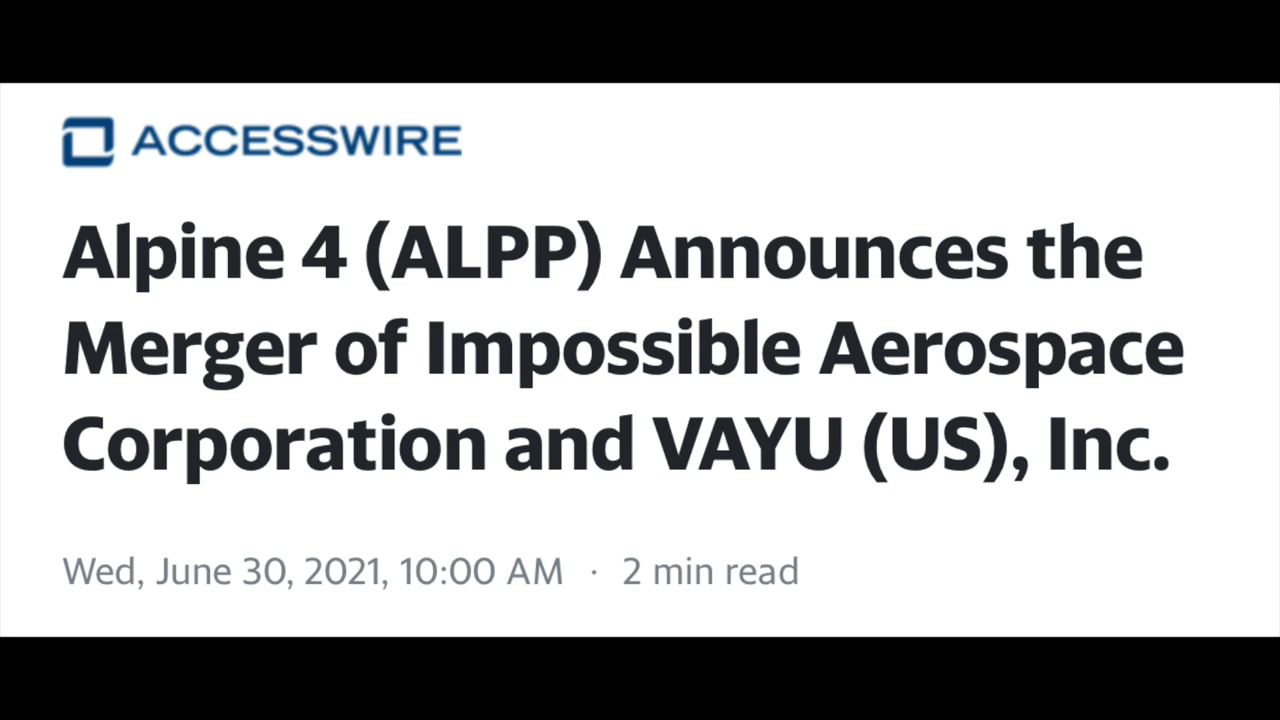 ACCESSWIRE
Alpine 4 (ALPP) Announces the
Merger of Impossible Aerospace
Corporation and VAYU (US), Inc.
Wed, June 30, 2021, 10:00 AM · 2 min read